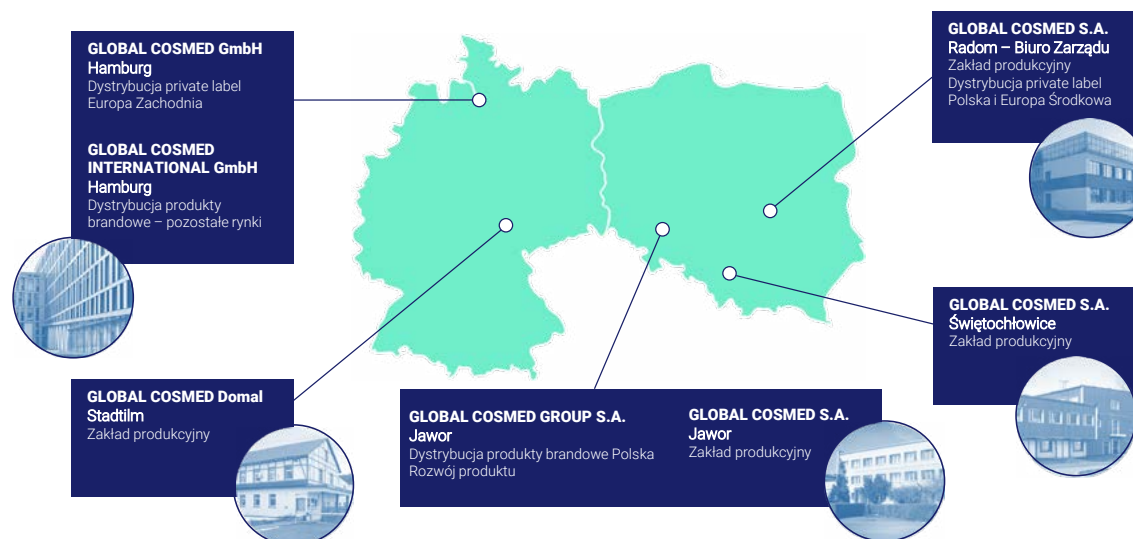 GLOBAL COSMED GmbH
Hamburg
Dystrybucja private label
Europa Zachodnia
GLOBAL COSMED
INTERNATIONAL GmbH
Hamburg
Dystrybucja produkty
brandowe – pozostałe rynki
GLOBAL COSMED S.A.
Radom – Biuro Zarządu
Zakład produkcyjny
Dystrybucja private label
Polska i Europa Środkowa
GLOBAL COSMED S.A.
Świętochłowice
Zakład produkcyjny
GLOBAL COSMED Domal
Stadtilm
Zakład produkcyjny
GLOBAL COSMED GROUP S.A.
Jawor
Dystrybucja produkty brandowe Polska
Rozwój produktu
GLOBAL COSMED S.A.
Jawor
Zakład produkcyjny